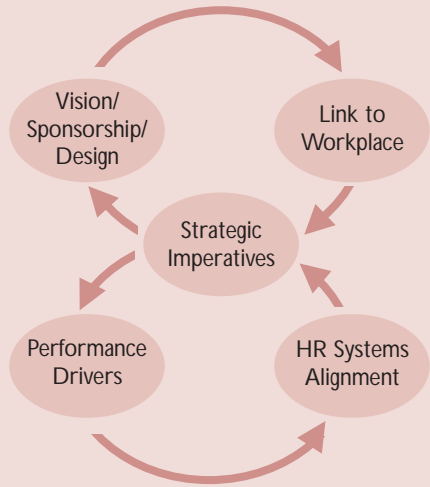 Vision/
Sponsorship/
Design
Link to
Workplace
Strategic
Imperatives
Performance
Drivers
HR Systems
Alignment